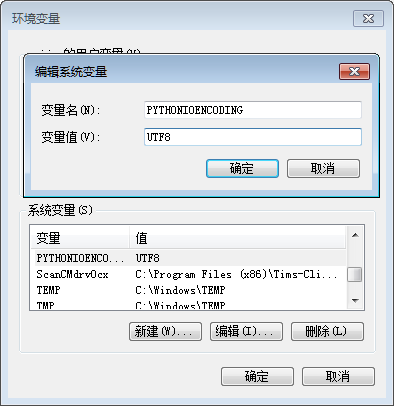 环境变量
的用户变量(U)
编辑系统变量
变量名(N):
PYTHONIOENCODING
变量值(V):
UTF8
确定
取消
系统变量(S)
变量 值
PYTHONIOENCO... UTF8
ScanCMdrvOcx C:\Program Files (x86)\Tims-Cli...
TEMP C:\Windows\TEMP
TMP C:\Windows\TEMP
新建(W)...
编辑(I)...
删除(L)
确定
取消